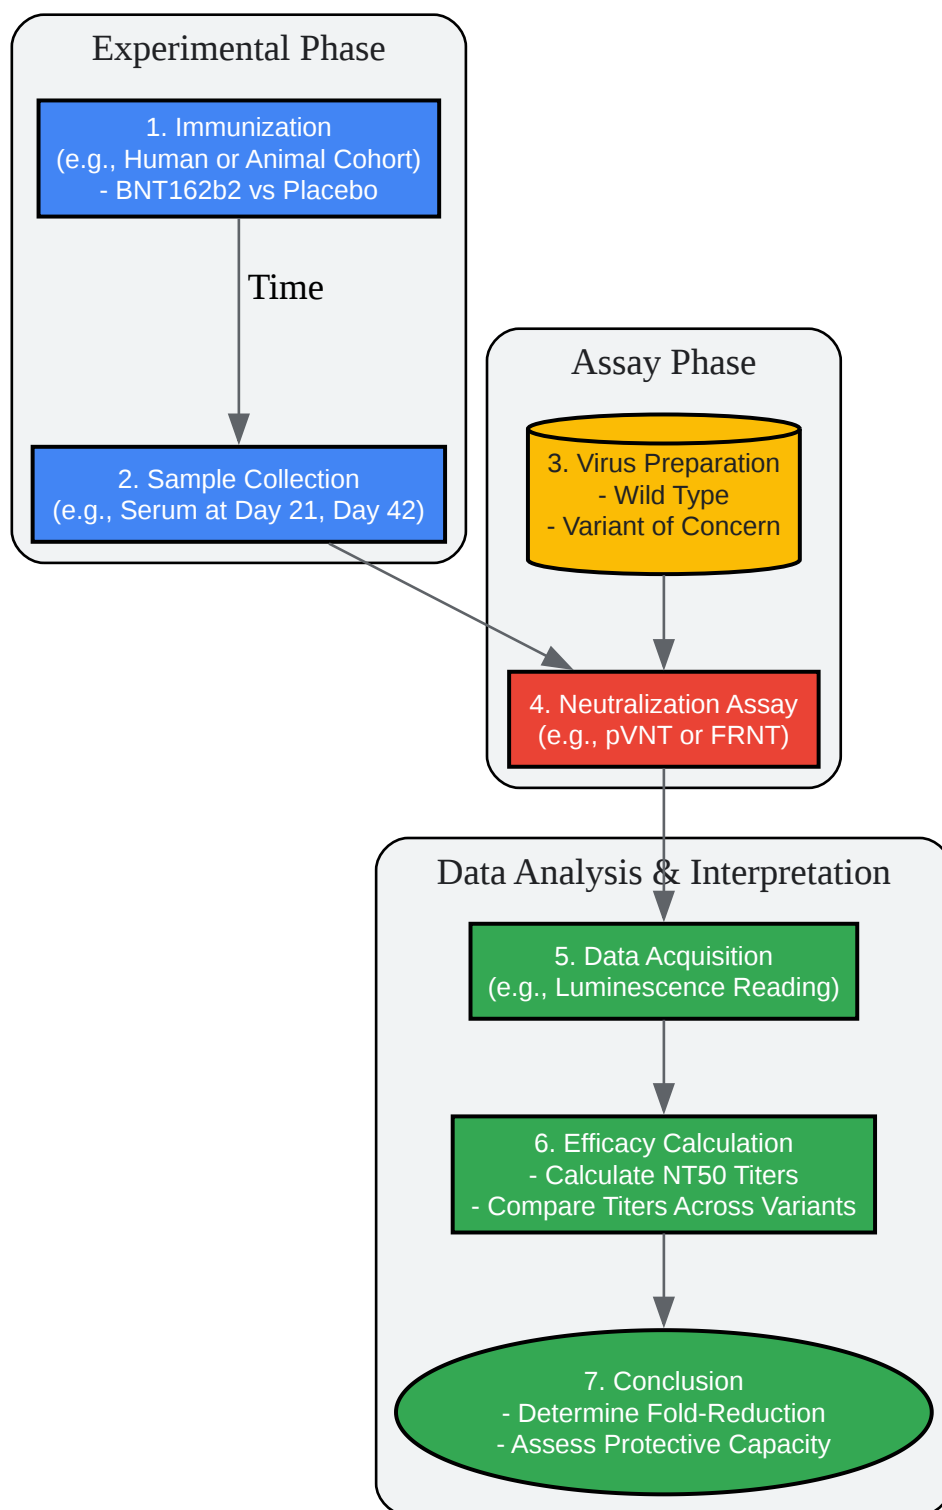 Experimental Phase
1. Immunization
(e.g., Human or Animal Cohort)
- BNT162b2 vs Placebo
Time
2. Sample Collection
(e.g., Serum at Day 21, Day 42)
Assay Phase
3. Virus Preparation
- Wild Type
- Variant of Concern
4. Neutralization Assay
(e.g., pVNT or FRNT)
Data Analysis & Interpretation
5. Data Acquisition
(e.g., Luminescence Reading)
6. Efficacy Calculation
- Calculate NT50 Titers
- Compare Titers Across Variants
7. Conclusion
- Determine Fold-Reduction
- Assess Protective Capacity